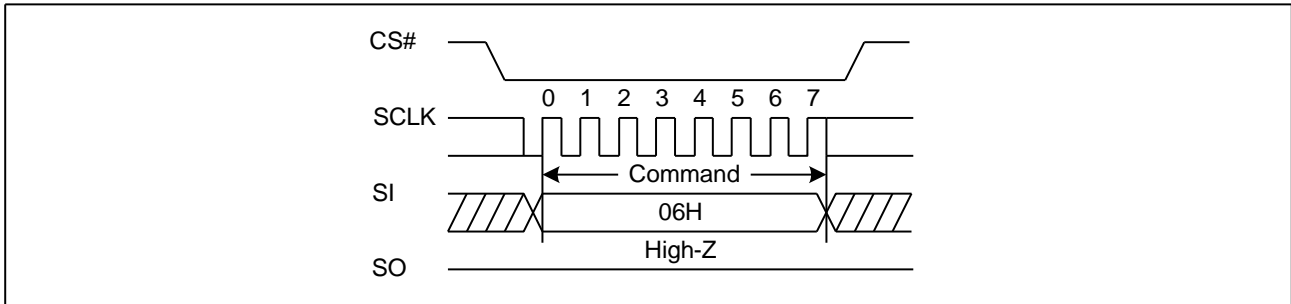 CS#
0 1 2 3 4 5 6 7
SCLK
Command
SI
06H
High-Z
SO